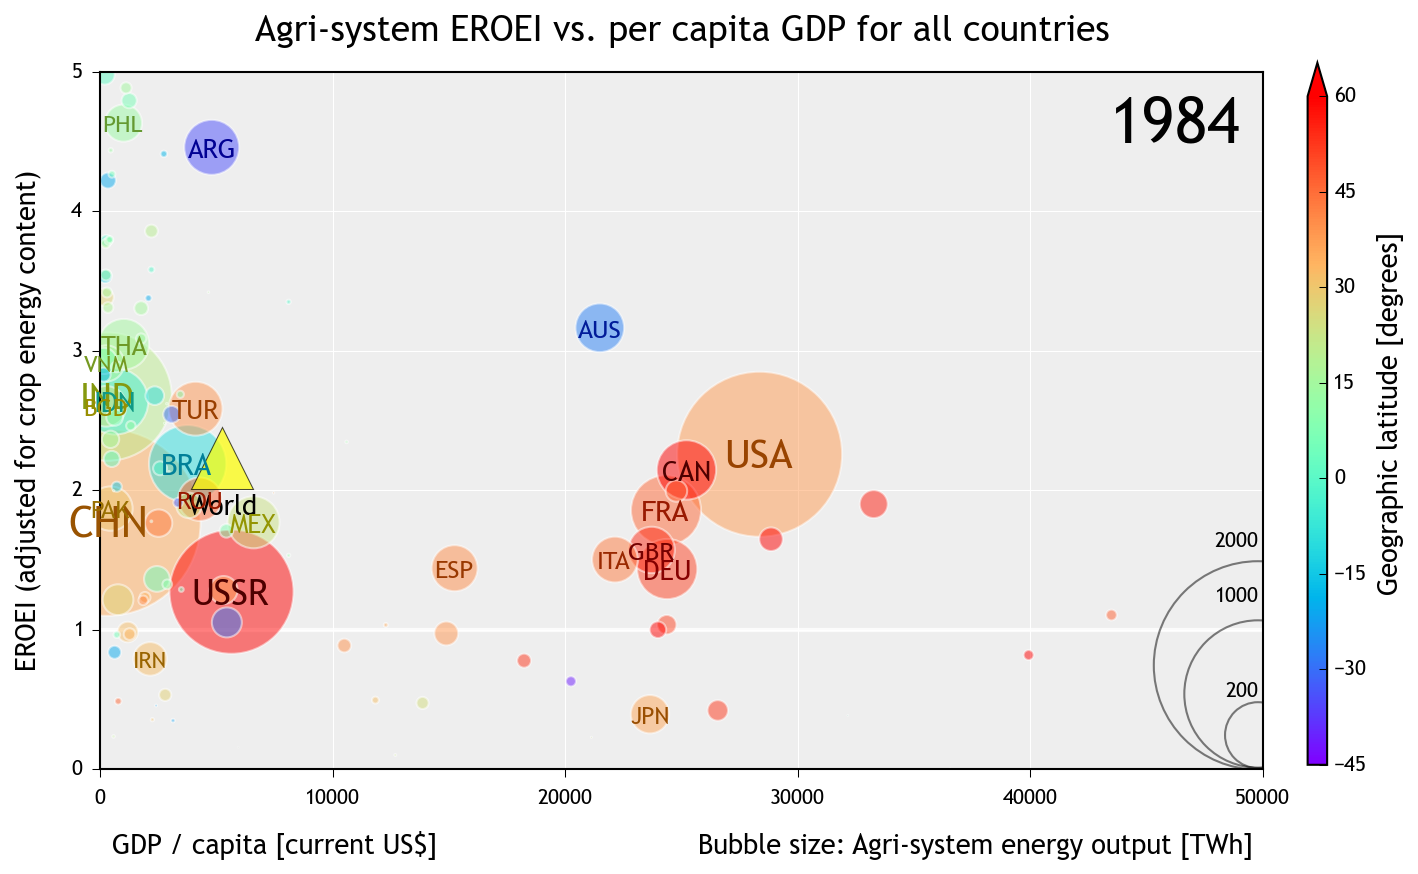 Agri-system EROEI vs. per capita GDP for all countries
1984
EROEI (adjusted for crop energy content)
5
4
3
2
1
0
PHL
ARG
AUS
THA
VNM
IND
IDN
BGD
TUR
USA
BRA
CAN
World
ROU
PAK
CHN
MEX
FRA
GBR
ITA
DEU
ESP
USSR
IRN
JPN
2000
1000
200
0
10000
20000
30000
40000
50000
GDP / capita [current US$]
Bubble size: Agri-system energy output [TWh]
60
45
30
15
0
−15
−30
−45
Geographic latitude [degrees]